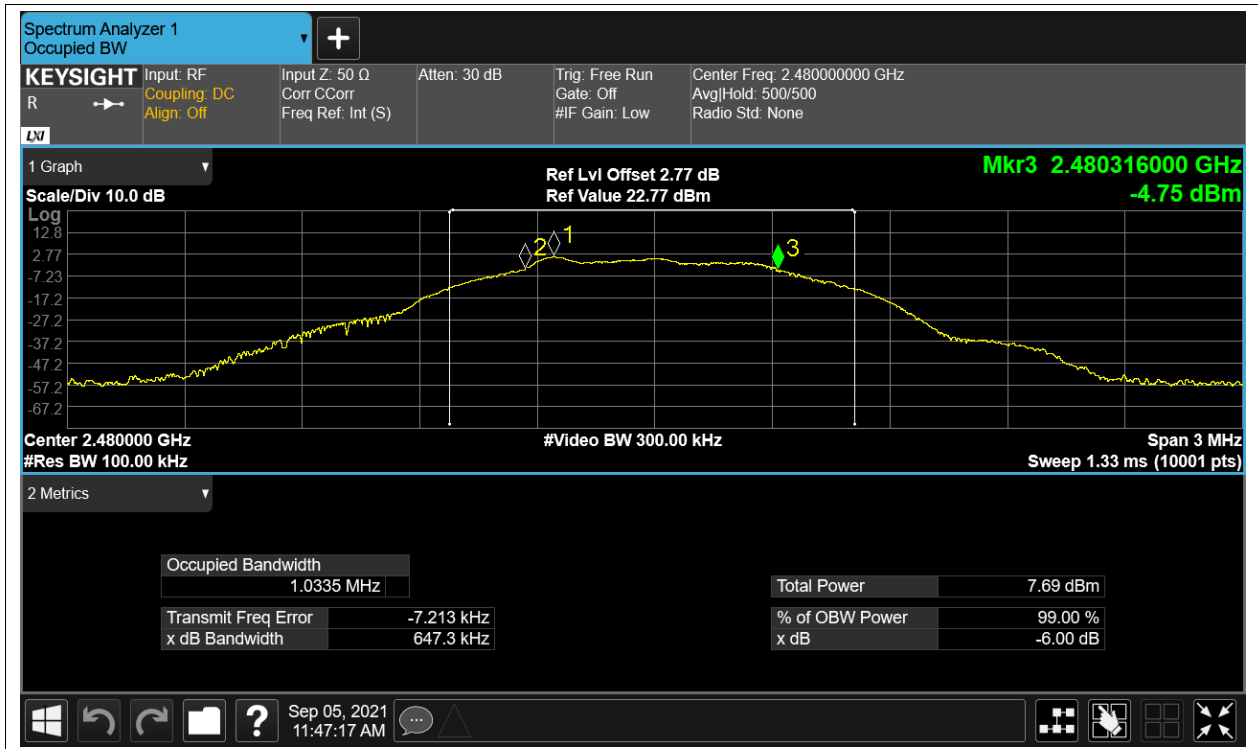 Spectrum Analyzer 1
Occupied BW
KEYSIGHT
R
LXI
Input: RF
Coupling: DC
Align: Off
Input Z: 50 Ω
Corr CCorr
Freq Ref: Int (S)
Atten: 30 dB
Trig: Free Run
Gate: Off
#IF Gain: Low
Center Freq: 2.480000000 GHz
Avg|Hold: 500/500
Radio Std: None
1 Graph
Scale/Div 10.0 dB
Ref Lvl Offset 2.77 dB
Ref Value 22.77 dBm
Mkr3 2.480316000 GHz
-4.75 dBm
Log
12.8
2.77
-7.23
-17.2
-27.2
-37.2
-47.2
-57.2
-67.2
2
1
3
Center 2.480000 GHz
#Res BW 100.00 kHz
#Video BW 300.00 kHz
Span 3 MHz
Sweep 1.33 ms (10001 pts)
2 Metrics
Occupied Bandwidth
1.0335 MHz
Transmit Freq Error -7.213 kHz
x dB Bandwidth 647.3 kHz
Total Power 7.69 dBm
% of OBW Power 99.00 %
x dB -6.00 dB
?
Sep 05, 2021
11:47:17 AM